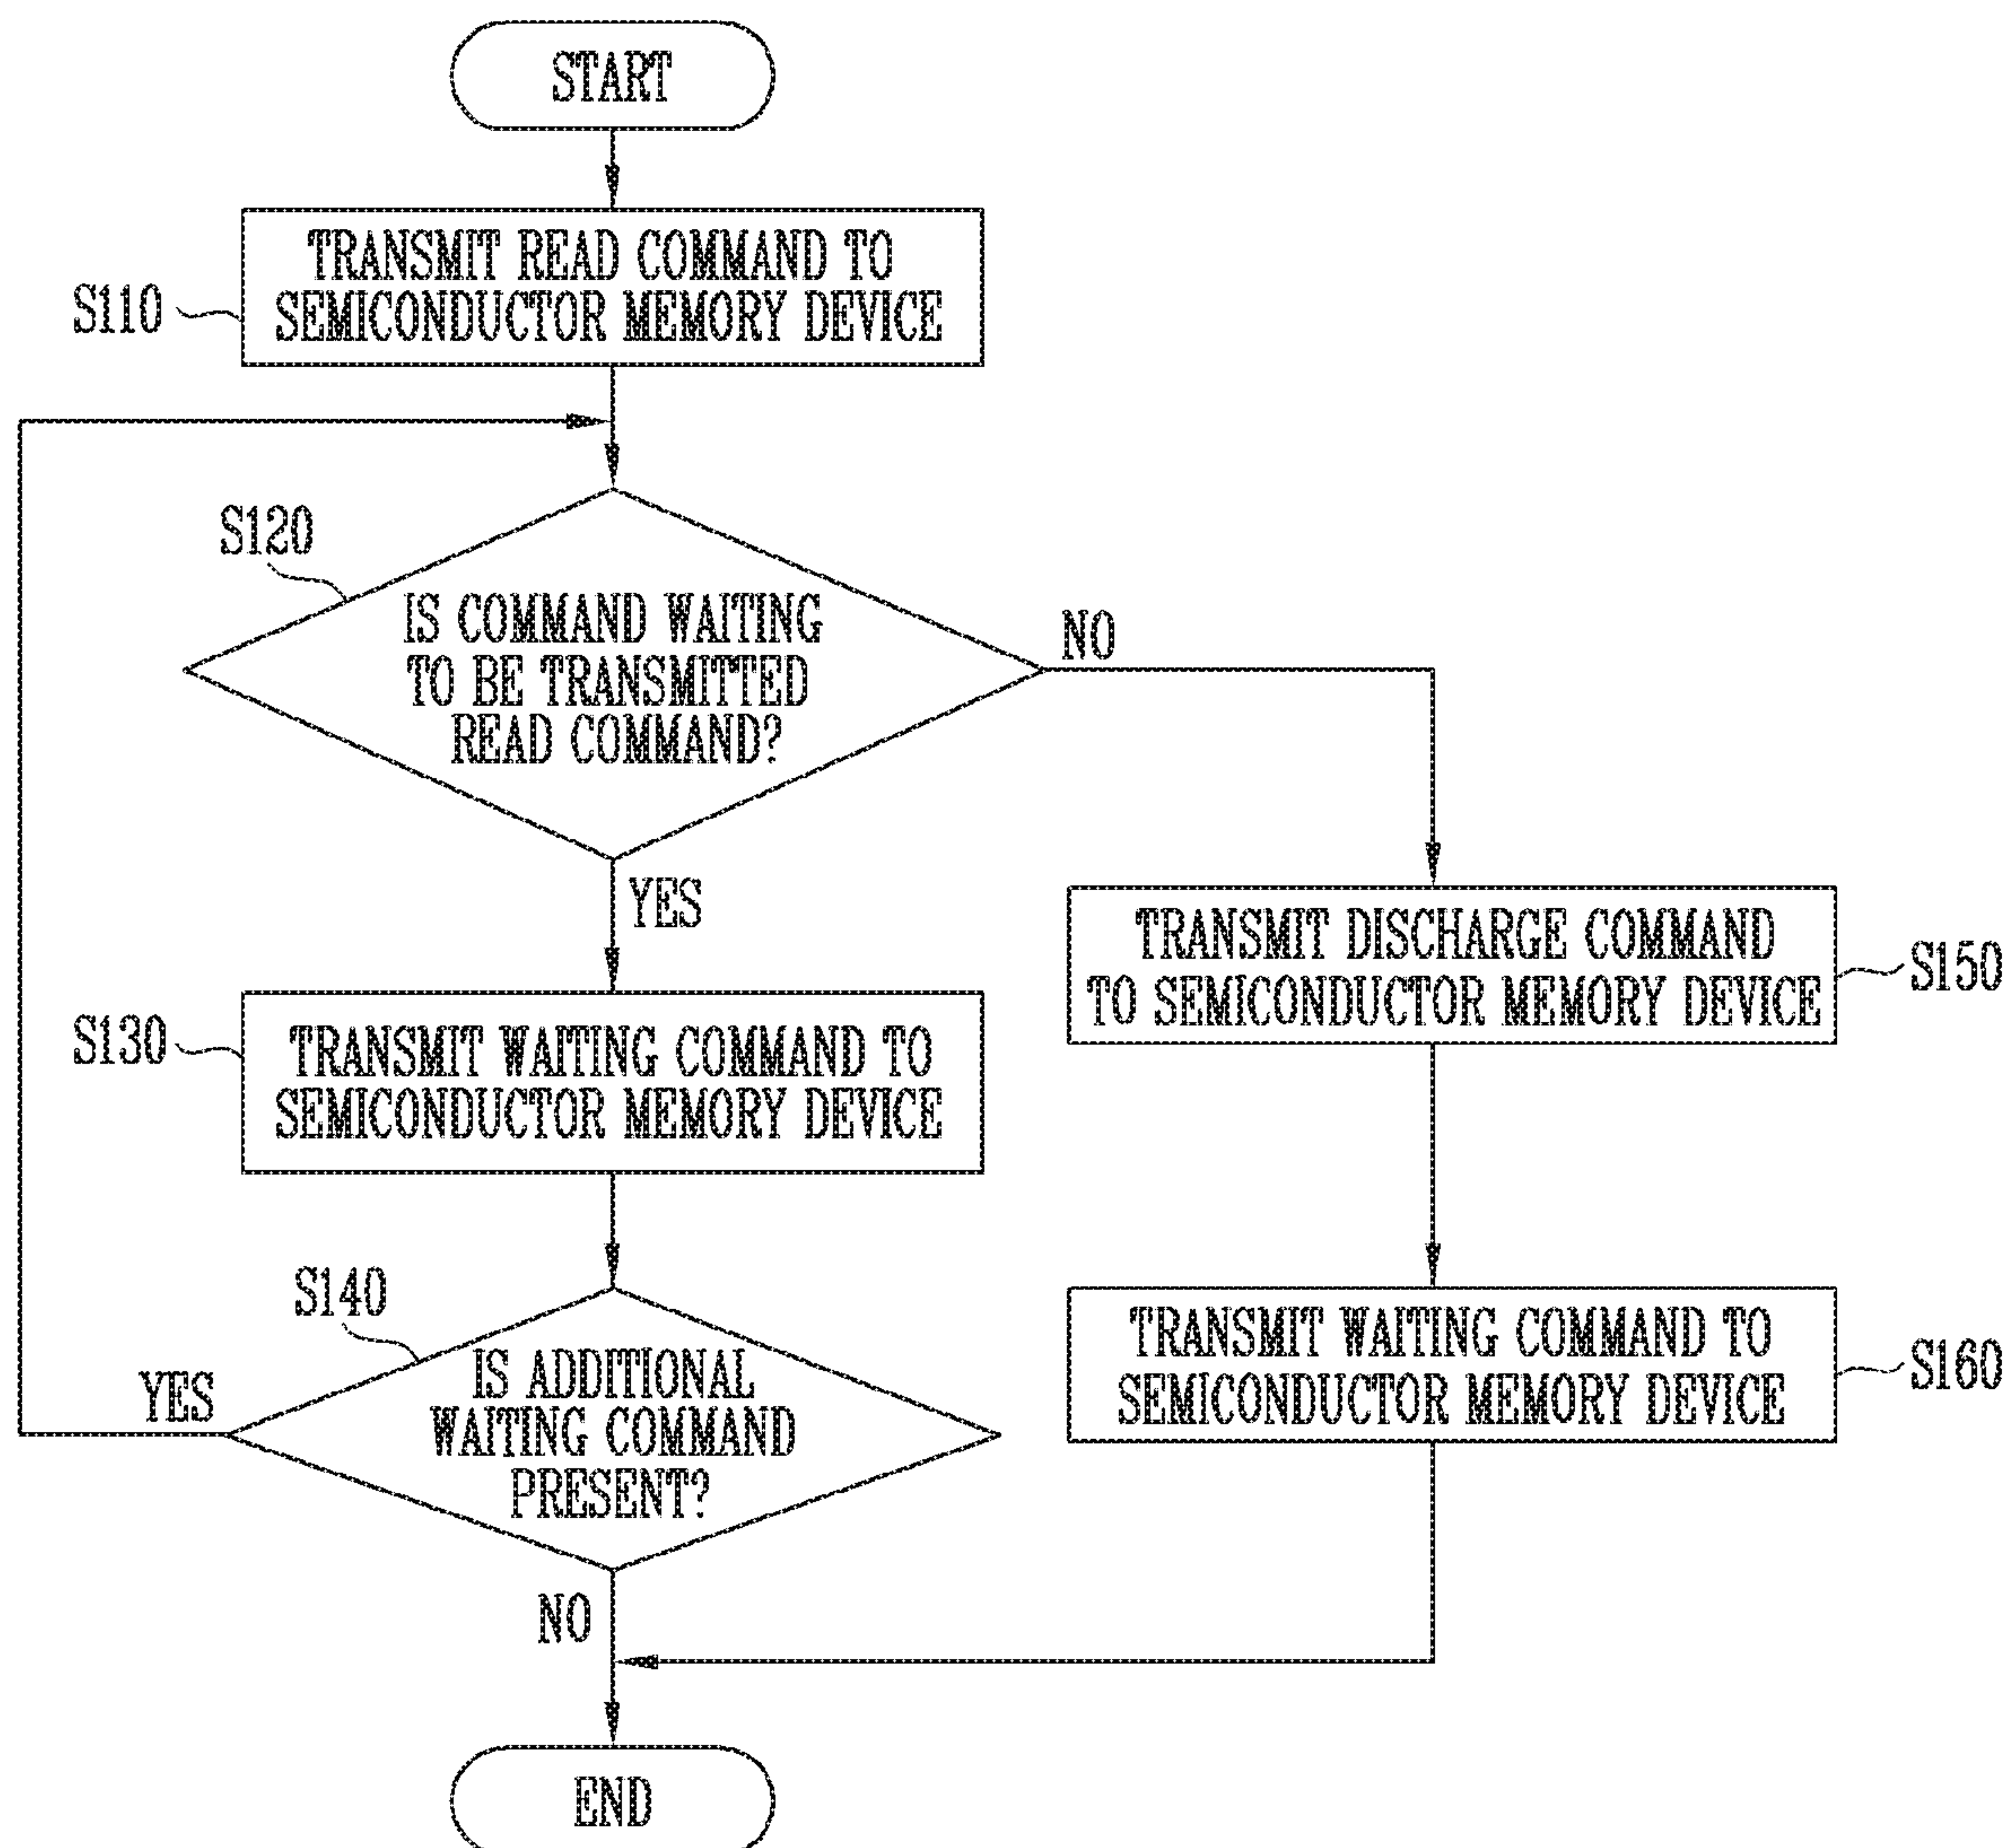 START
TRANSMIT READ COMMAND TO
SEMICONDUCTOR MEMORY DEVICE
S110
S120
IS COMMAND WAITING
TO BE TRANSMITTED
READ COMMAND?
NO
YES
TRANSMIT DISCHARGE COMMAND
TO SEMICONDUCTOR MEMORY DEVICE
S150
S130
TRANSMIT WAITING COMMAND TO
SEMICONDUCTOR MEMORY DEVICE
S140
IS ADDITIONAL
WAITING COMMAND
PRESENT?
YES
TRANSMIT WAITING COMMAND TO
SEMICONDUCTOR MEMORY DEVICE
S160
NO
END